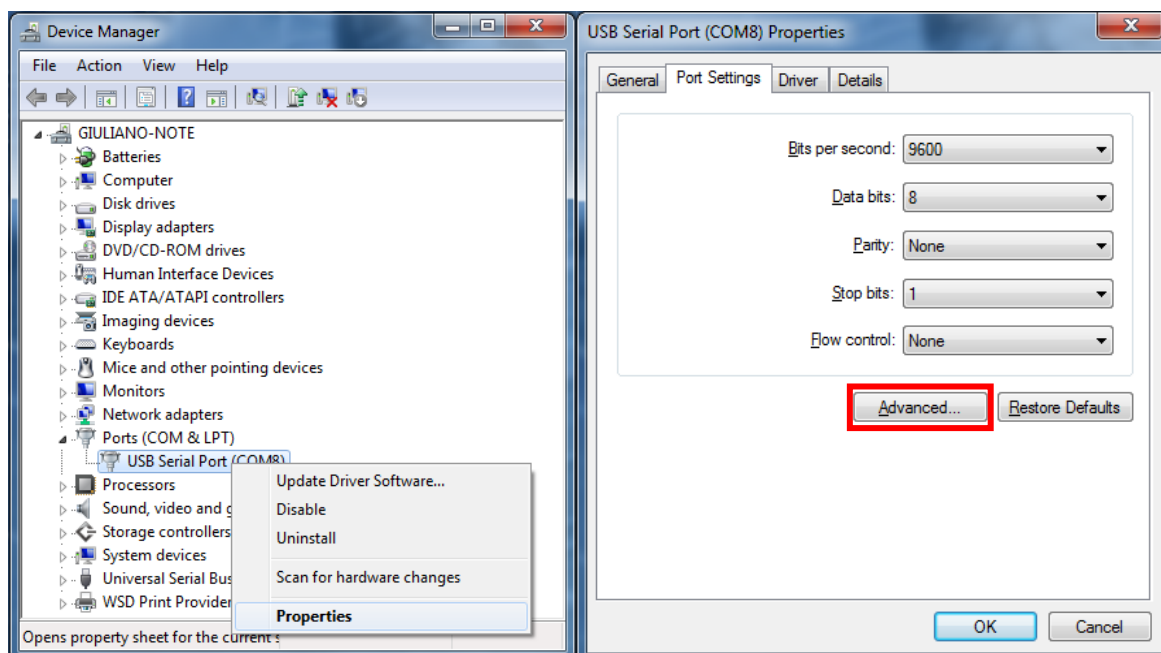 Device Manager
File Action View Help
GIULIANO-NOTE
Batteries
Computer
Disk drives
Display adapters
DVD/CD-ROM drives
Human Interface Devices
IDE ATA/ATAPI controllers
Imaging devices
Keyboards
Mice and other pointing devices
Monitors
Network adapters
Ports (COM & LPT)
USB Serial Port (COM8)
Processors
Sound, video and g
Storage controllers
System devices
Universal Serial Bus
WSD Print Provider
Update Driver Software...
Disable
Uninstall
Scan for hardware changes
Properties
Opens property sheet for the current s
USB Serial Port (COM8) Properties
General Port Settings Driver Details
Bits per second: 9600
Data bits: 8
Parity: None
Stop bits: 1
Flow control: None
Advanced... Restore Defaults
OK Cancel